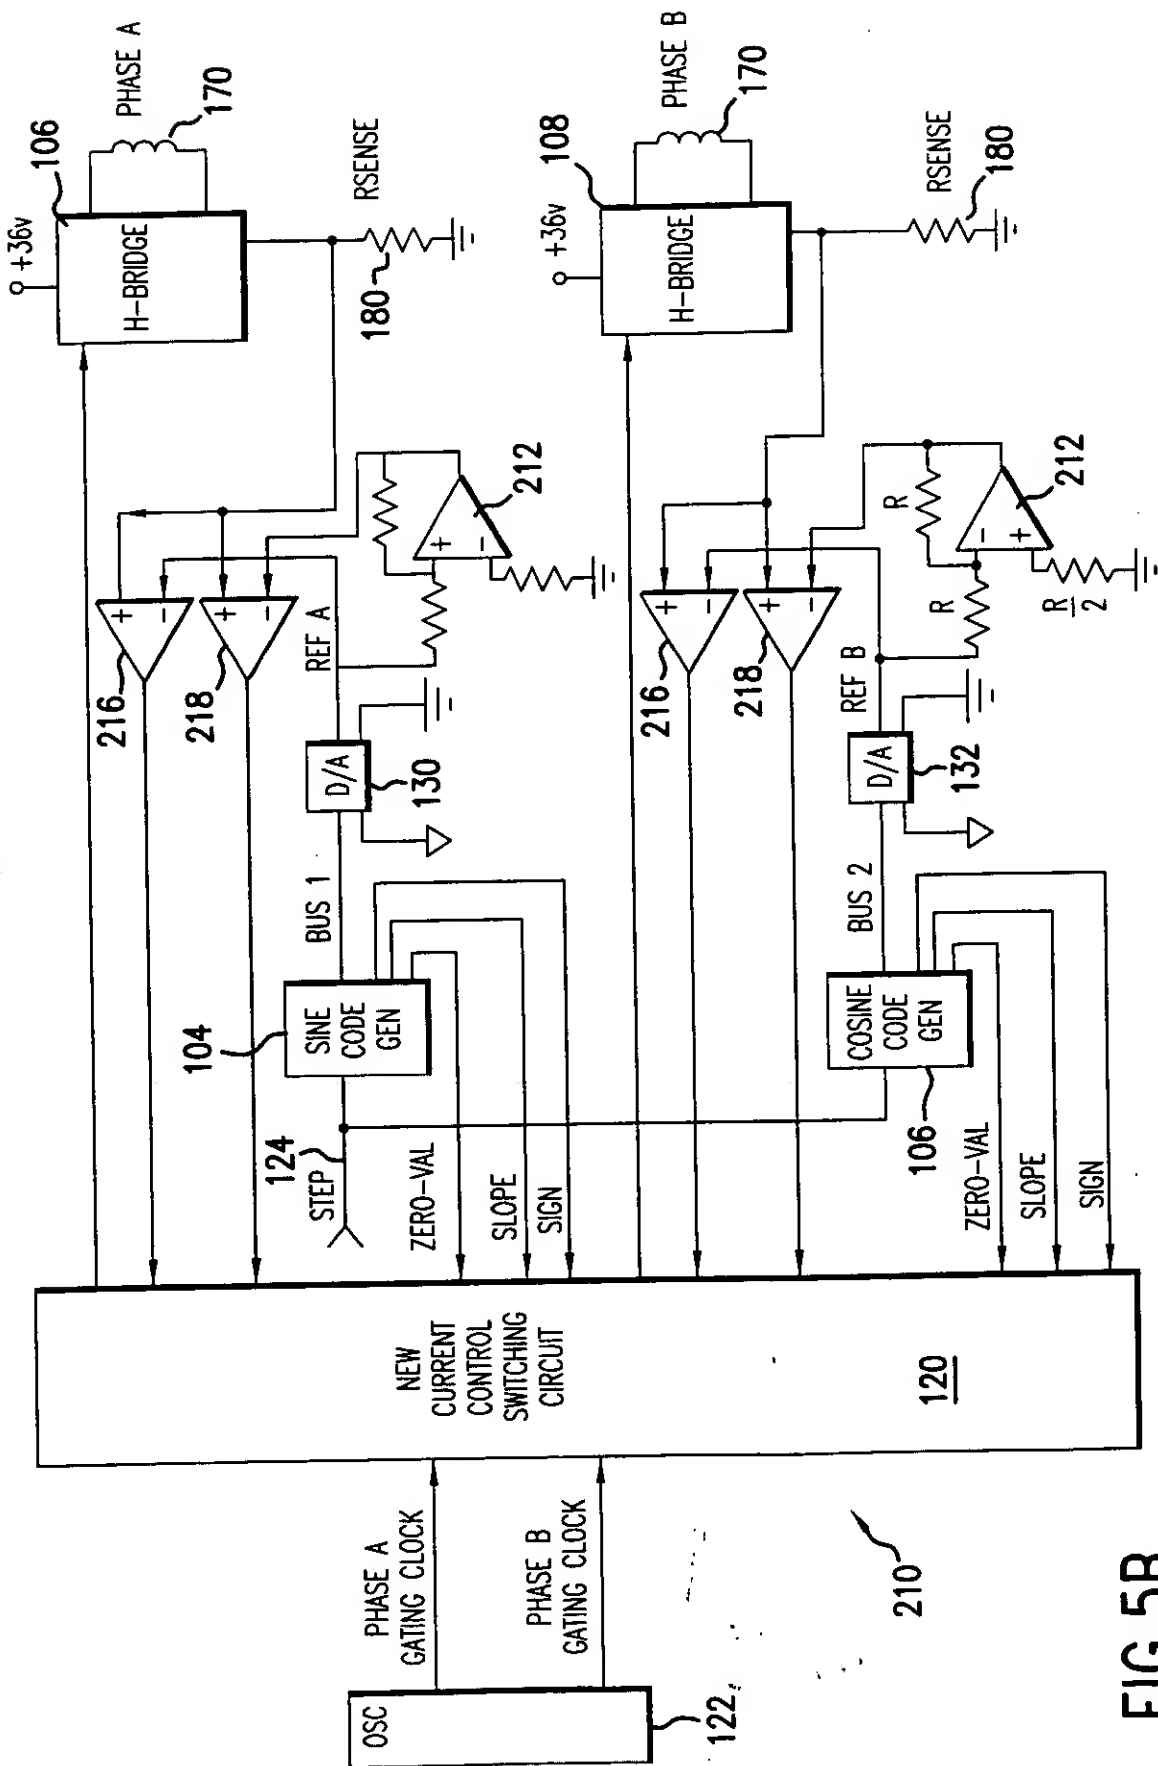 OSC
122
PHASE A
GATING CLOCK
PHASE B
GATING CLOCK
210
NEW
CURRENT
CONTROL
SWITCHING
CIRCUIT
120
STEP
124
104
SINE
CODE
GEN
ZERO-VAL
SLOPE
SIGN
BUS 1
D/A
130
REF A
216
+
−
218
+
−
+
−
212
+36v
106
H-BRIDGE
PHASE A
170
RSENSE
180
COSINE
CODE
GEN
106
ZERO-VAL
SLOPE
SIGN
BUS 2
D/A
132
REF B
216
+
−
218
+
−
R
R
R
2
−
+
212
+36v
108
H-BRIDGE
PHASE B
170
RSENSE
180
FIG. 5B